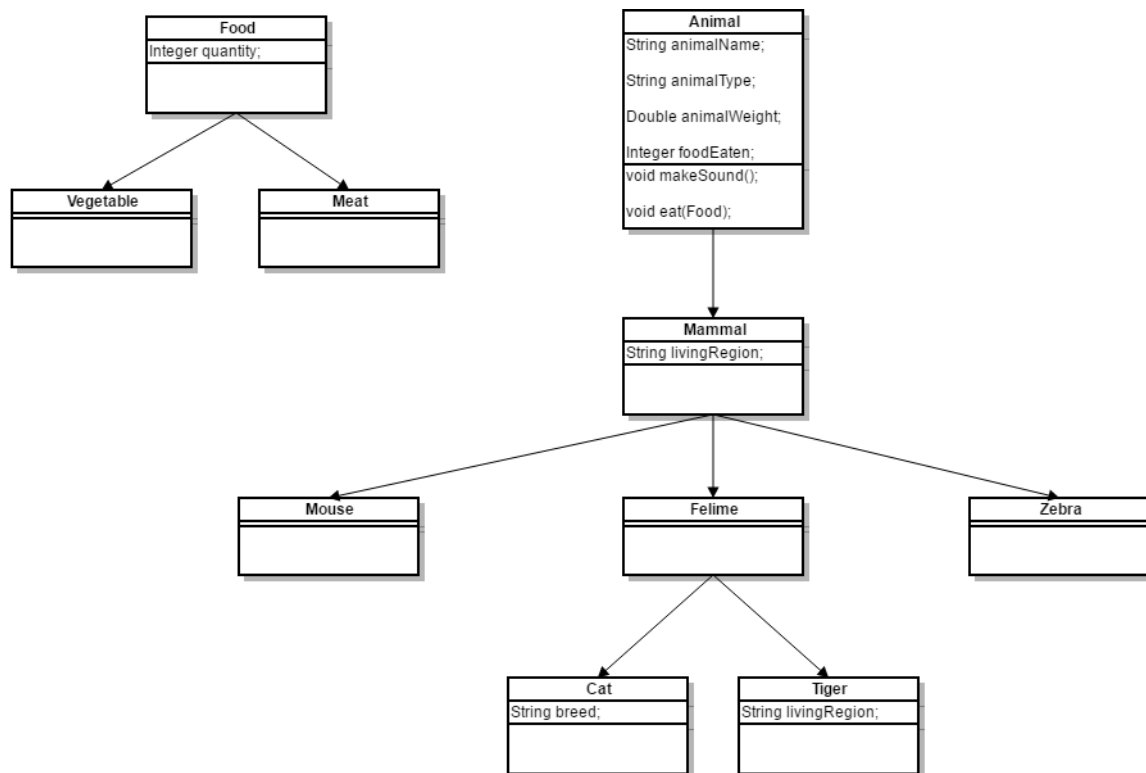 Food
Integer quantity;
Vegetable
Meat
Animal
String animalName;
String animalType;
Double animalWeight;
Integer foodEaten;
void makeSound();
void eat(Food);
Mammal
String livingRegion;
Mouse
Felime
Zebra
Cat
String breed;
Tiger
String livingRegion;